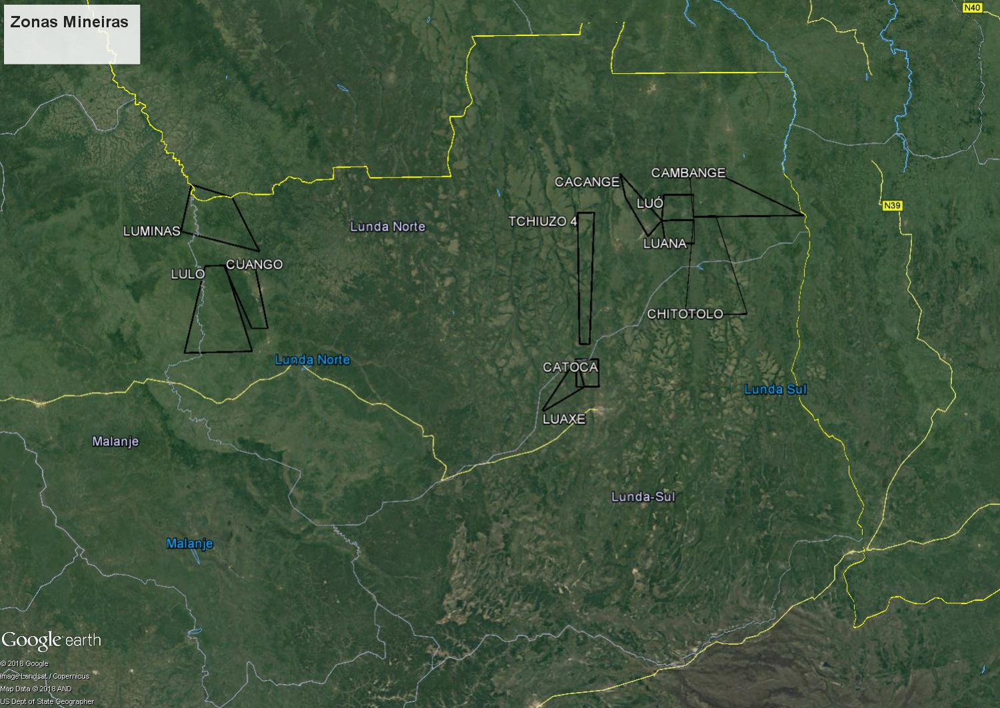 Zonas Mineiras
N40
CAMBANGE
CACANGE
LUÓ
N39
TCHIUZO 4
Lunda Norte
LUMINAS
LUANA
CUANGO
LULO
CHITOTOLO
Lunda Norte
CATOCA
Lunda Sul
LUAXE
Malanje
Lunda-Sul
Malanje
Google earth
© 2018 Google
Image Landsat / Copernicus
Map Data © 2018 AND
US Dept of State Geographer